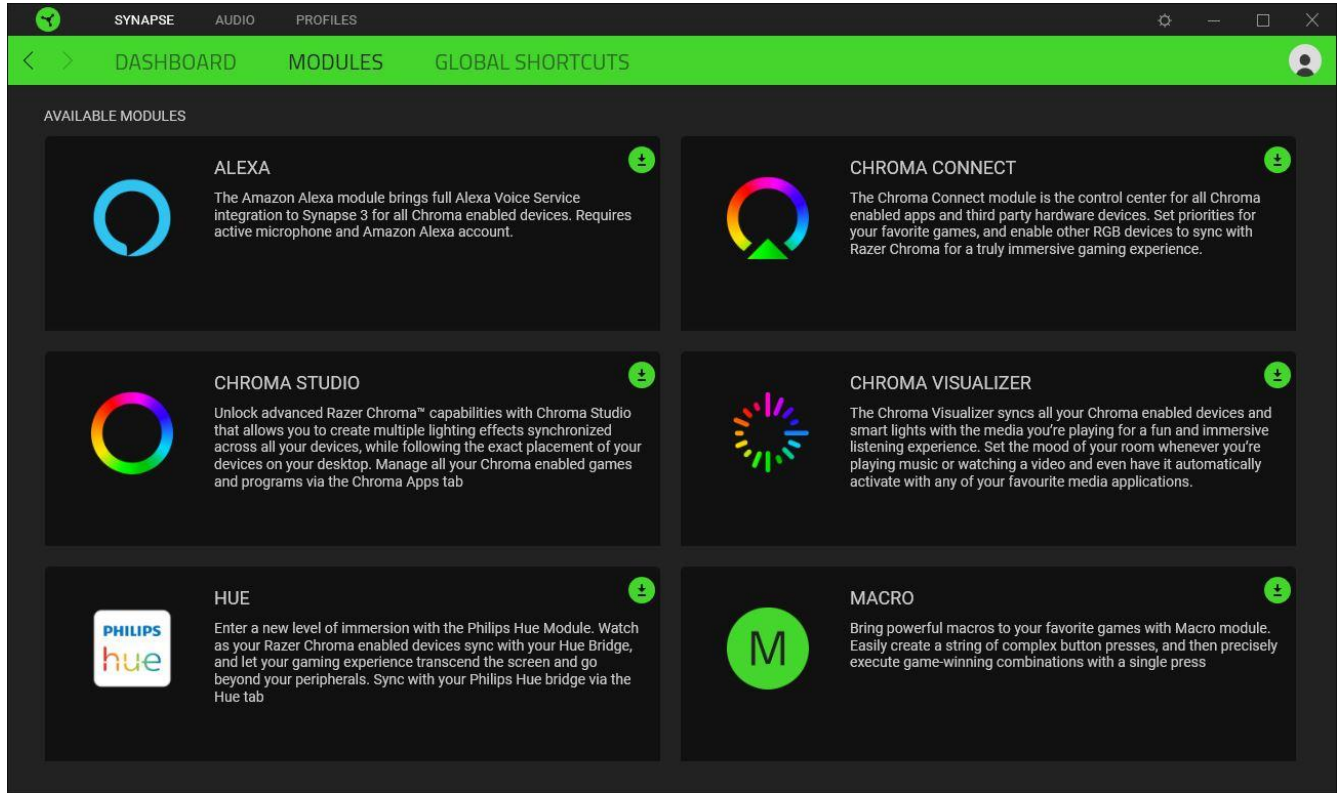 SYNAPSE AUDIO PROFILES
DASHBOARD MODULES GLOBAL SHORTCUTS
AVAILABLE MODULES
ALEXA
The Amazon Alexa module brings full Alexa Voice Service
integration to Synapse 3 for all Chroma enabled devices. Requires
active microphone and Amazon Alexa account.
CHROMA CONNECT
The Chroma Connect module is the control center for all Chroma
enabled apps and third party hardware devices. Set priorities for
your favorite games, and enable other RGB devices to sync with
Razer Chroma for a truly immersive gaming experience.
CHROMA STUDIO
Unlock advanced Razer Chroma™ capabilities with Chroma Studio
that allows you to create multiple lighting effects synchronized
across all your devices, while following the exact placement of your
devices on your desktop. Manage all your Chroma enabled games
and programs via the Chroma Apps tab
CHROMA VISUALIZER
The Chroma Visualizer syncs all your Chroma enabled devices and
smart lights with the media you're playing for a fun and immersive
listening experience. Set the mood of your room whenever you're
playing music or watching a video and even have it automatically
activate with any of your favourite media applications.
PHILIPS
hue
HUE
Enter a new level of immersion with the Philips Hue Module. Watch
as your Razer Chroma enabled devices sync with your Hue Bridge,
and let your gaming experience transcend the screen and go
beyond your peripherals. Sync with your Philips Hue bridge via the
Hue tab
M
MACRO
Bring powerful macros to your favorite games with Macro module.
Easily create a string of complex button presses, and then precisely
execute game-winning combinations with a single press